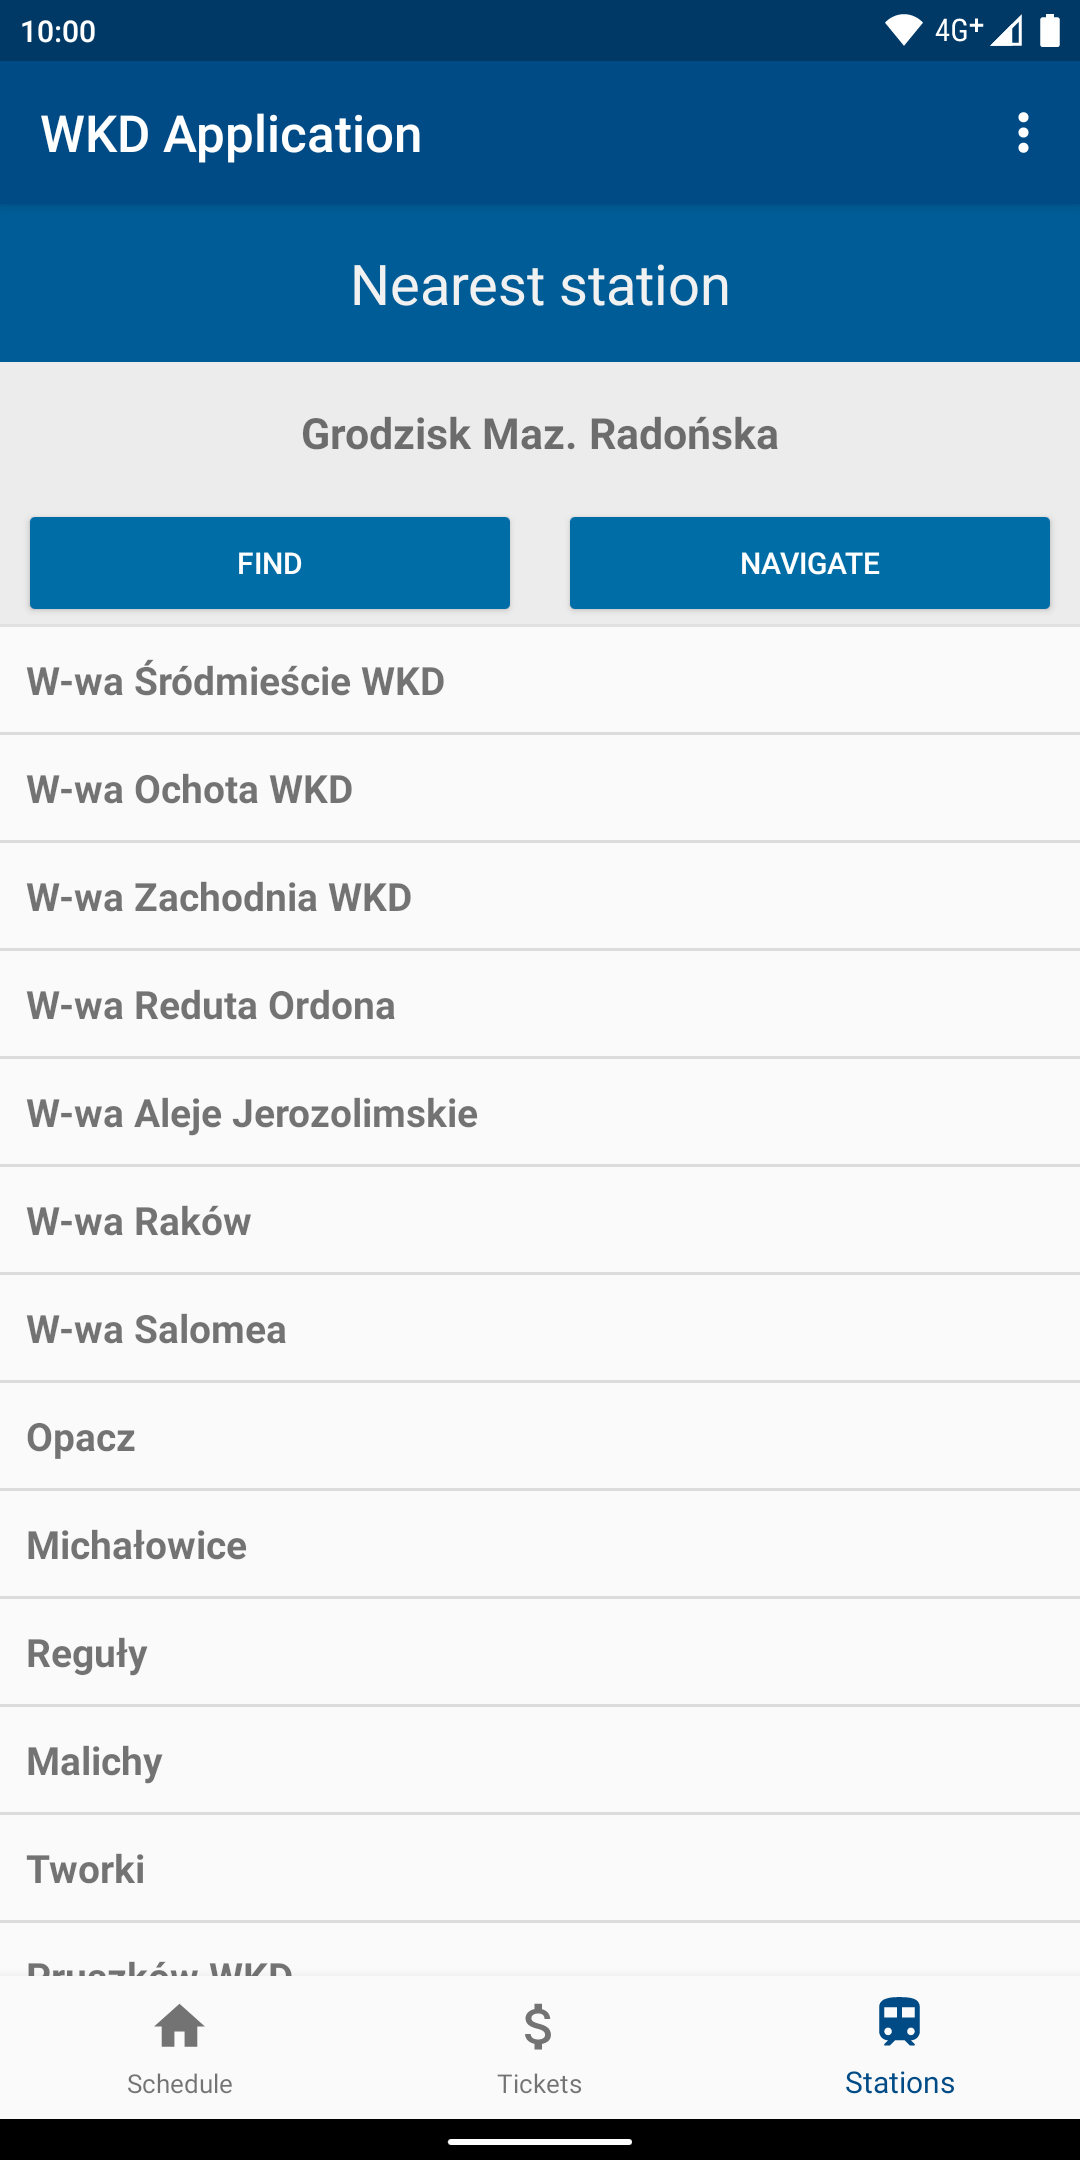 10:00
4G+
WKD Application
Nearest station
Grodzisk Maz. Radońska
FIND
NAVIGATE
W-wa Śródmieście WKD
W-wa Ochota WKD
W-wa Zachodnia WKD
W-wa Reduta Ordona
W-wa Aleje Jerozolimskie
W-wa Raków
W-wa Salomea
Opacz
Michałowice
Reguły
Malichy
Tworki
Pruszków WKD
Schedule
Tickets
Stations